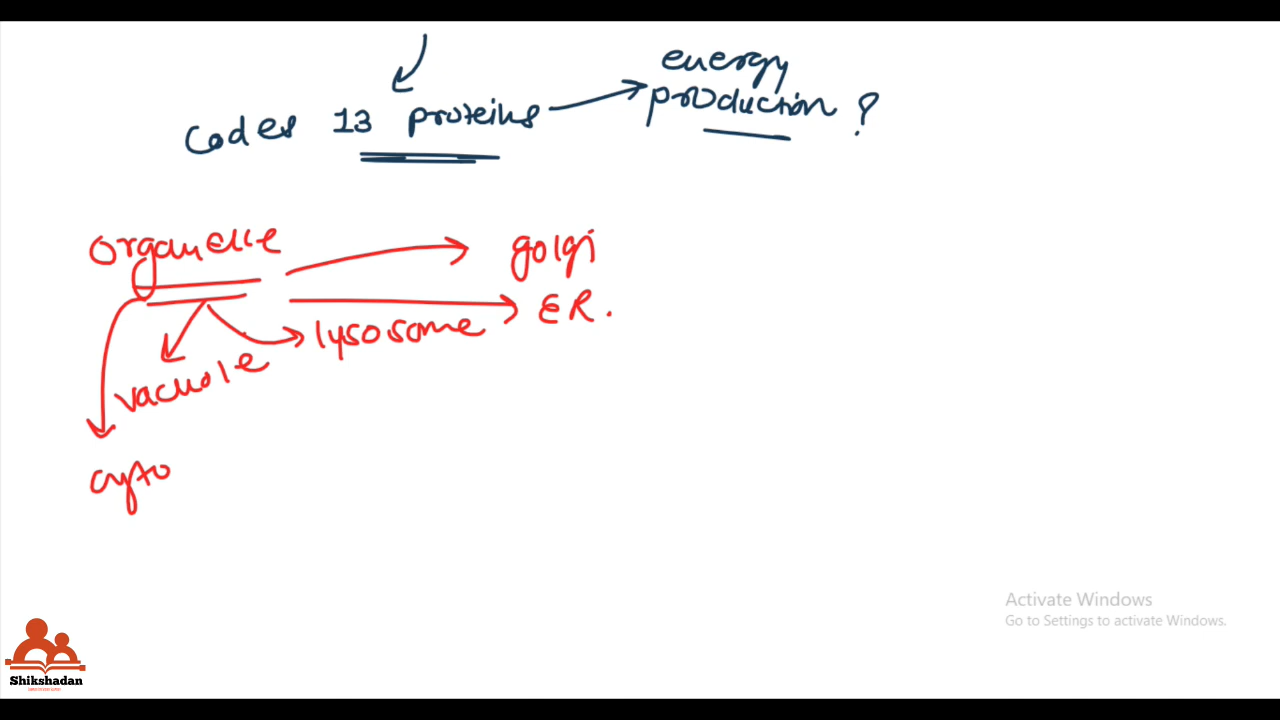 energy
production ?
Codes 13 proteins
Organelle
golgi
ER.
lysosome
vacuole
cyto
Activate Windows
Go to Settings to activate Windows.
Shikshadan